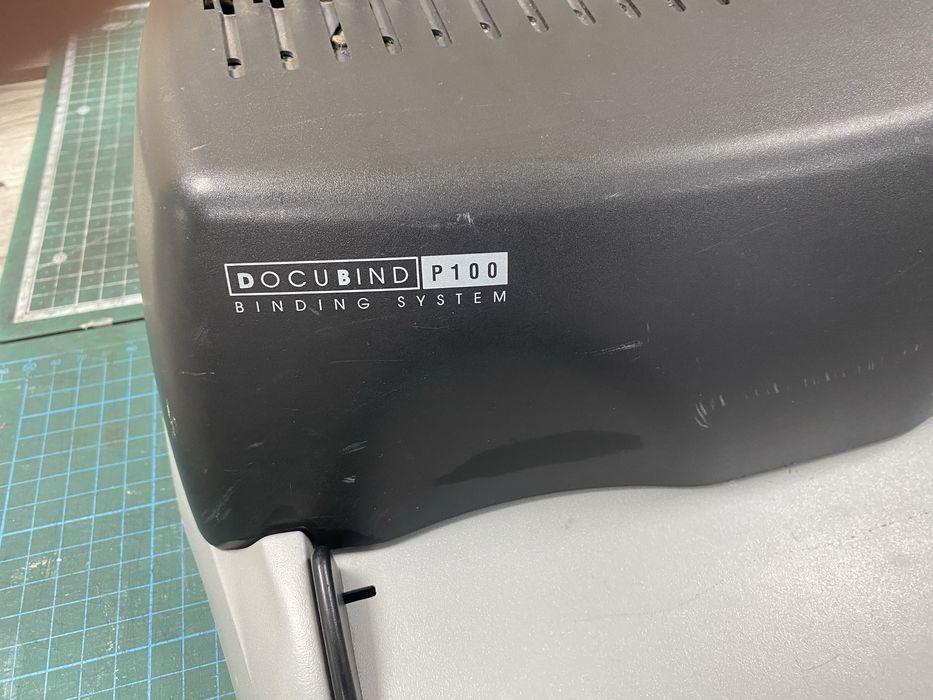 DOCUBIND P100
BINDING SYSTEM